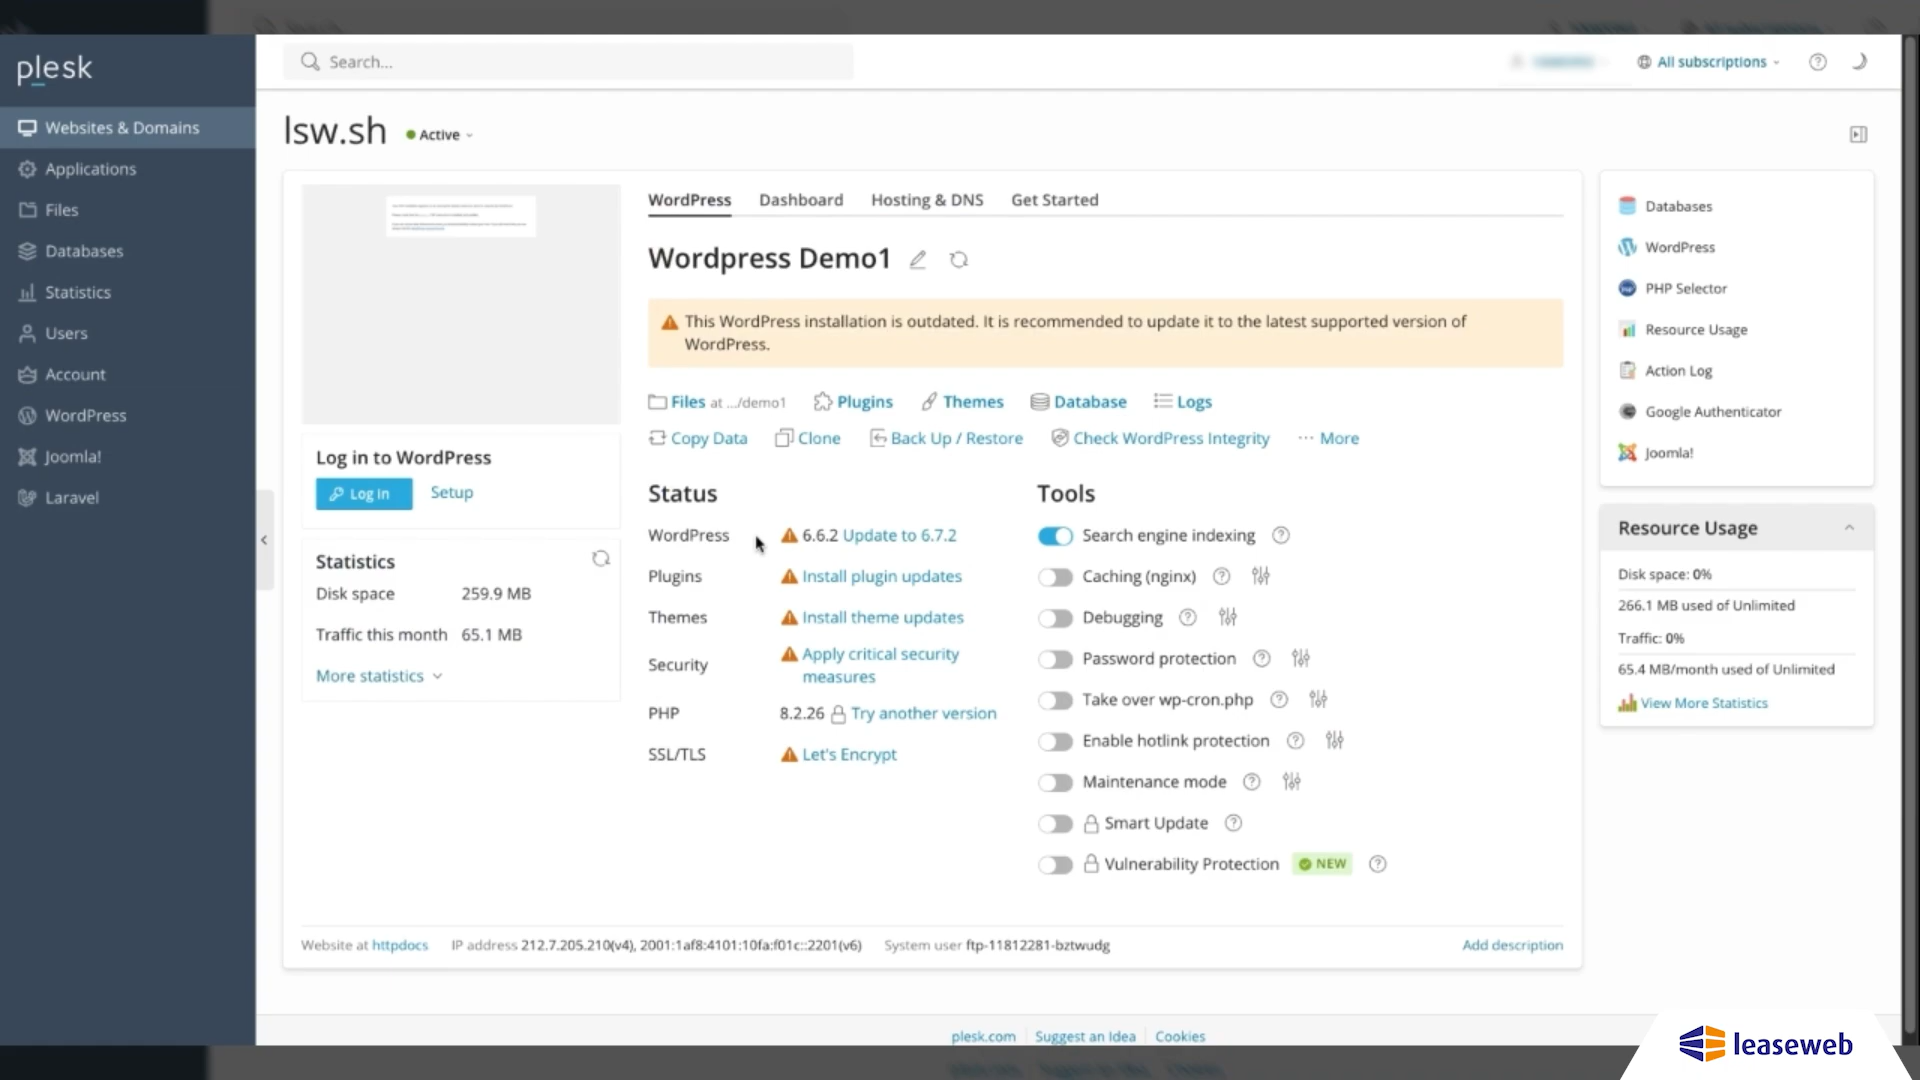 plesk
Search...
All subscriptions
Websites & Domains
Applications
Files
Databases
Statistics
Users
Account
WordPress
Joomla!
Laravel
lsw.sh
Active
WordPress
Dashboard
Hosting & DNS
Get Started
Wordpress Demo1
This WordPress installation is outdated. It is recommended to update it to the latest supported version of
WordPress.
Files at .../demo1
Plugins
Themes
Database
Logs
Copy Data
Clone
Back Up / Restore
Check WordPress Integrity
More
Log in to WordPress
Log in
Setup
Statistics
Disk space 259.9 MB
Traffic this month 65.1 MB
More statistics
Status
WordPress 6.6.2 Update to 6.7.2
Plugins Install plugin updates
Themes Install theme updates
Security Apply critical security
measures
PHP 8.2.26 Try another version
SSL/TLS Let's Encrypt
Tools
Search engine indexing
Caching (nginx)
Debugging
Password protection
Take over wp-cron.php
Enable hotlink protection
Maintenance mode
Smart Update
Vulnerability Protection NEW
Website at httpdocs
IP address 212.7.205.210(v4), 2001:1af8:4101:10fa:f01c::2201(v6)
System user ftp-11812281-bztwudg
Add description
Databases
WordPress
PHP Selector
Resource Usage
Action Log
Google Authenticator
Joomla!
Resource Usage
Disk space: 0%
266.1 MB used of Unlimited
Traffic: 0%
65.4 MB/month used of Unlimited
View More Statistics
plesk.com
Suggest an Idea
Cookies
leaseweb